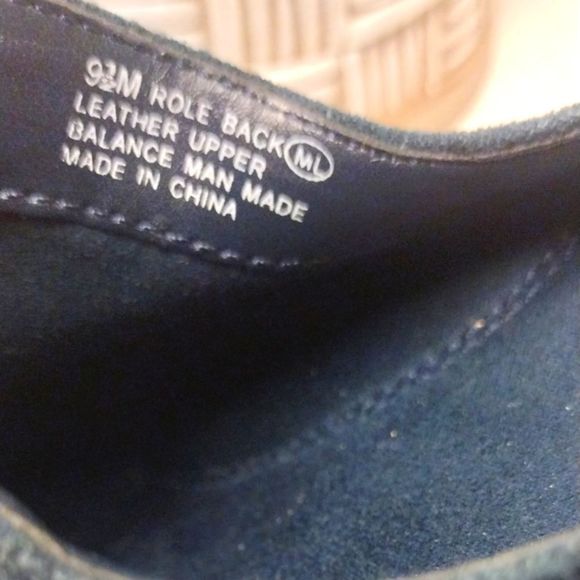 9½M ROLE BACK ML
LEATHER UPPER
BALANCE MAN MADE
MADE IN CHINA